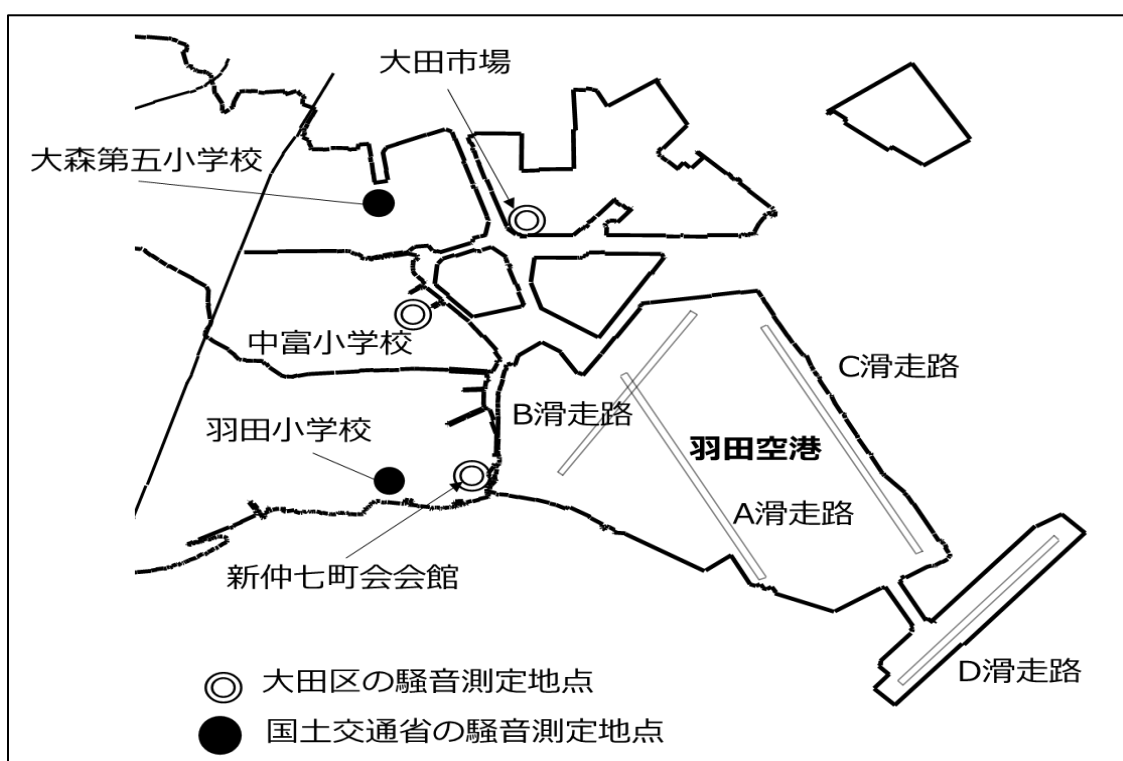 大田市場
大森第五小学校
中富小学校
C滑走路
B滑走路
羽田小学校
羽田空港
A滑走路
新仲七町会会館
D滑走路
大田区の騒音測定地点
国土交通省の騒音測定地点